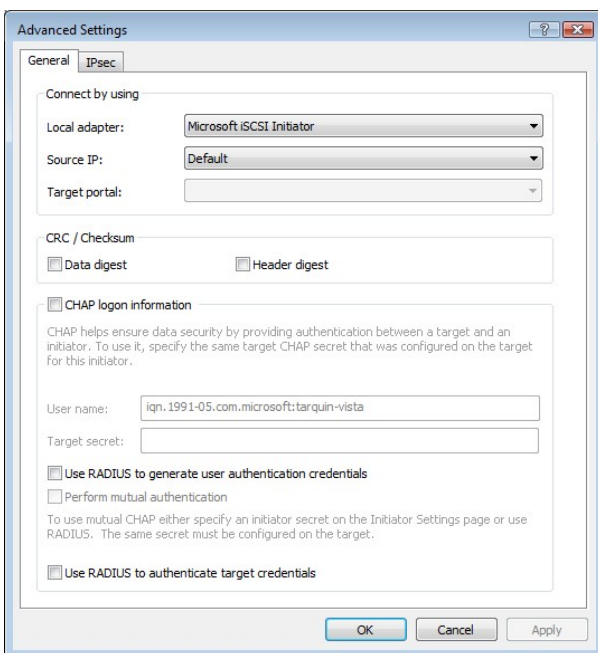 Advanced Settings
General IPsec
Connect by using
Local adapter: Microsoft iSCSI Initiator
Source IP: Default
Target portal:
CRC / Checksum
Data digest Header digest
CHAP logon information
CHAP helps ensure data security by providing authentication between a target and an
initiator. To use it, specify the same target CHAP secret that was configured on the target
for this initiator.
User name: iqn.1991-05.com.microsoft:tarquin-vista
Target secret:
Use RADIUS to generate user authentication credentials
Perform mutual authentication
To use mutual CHAP either specify an initiator secret on the Initiator Settings page or use
RADIUS. The same secret must be configured on the target.
Use RADIUS to authenticate target credentials
OK Cancel Apply